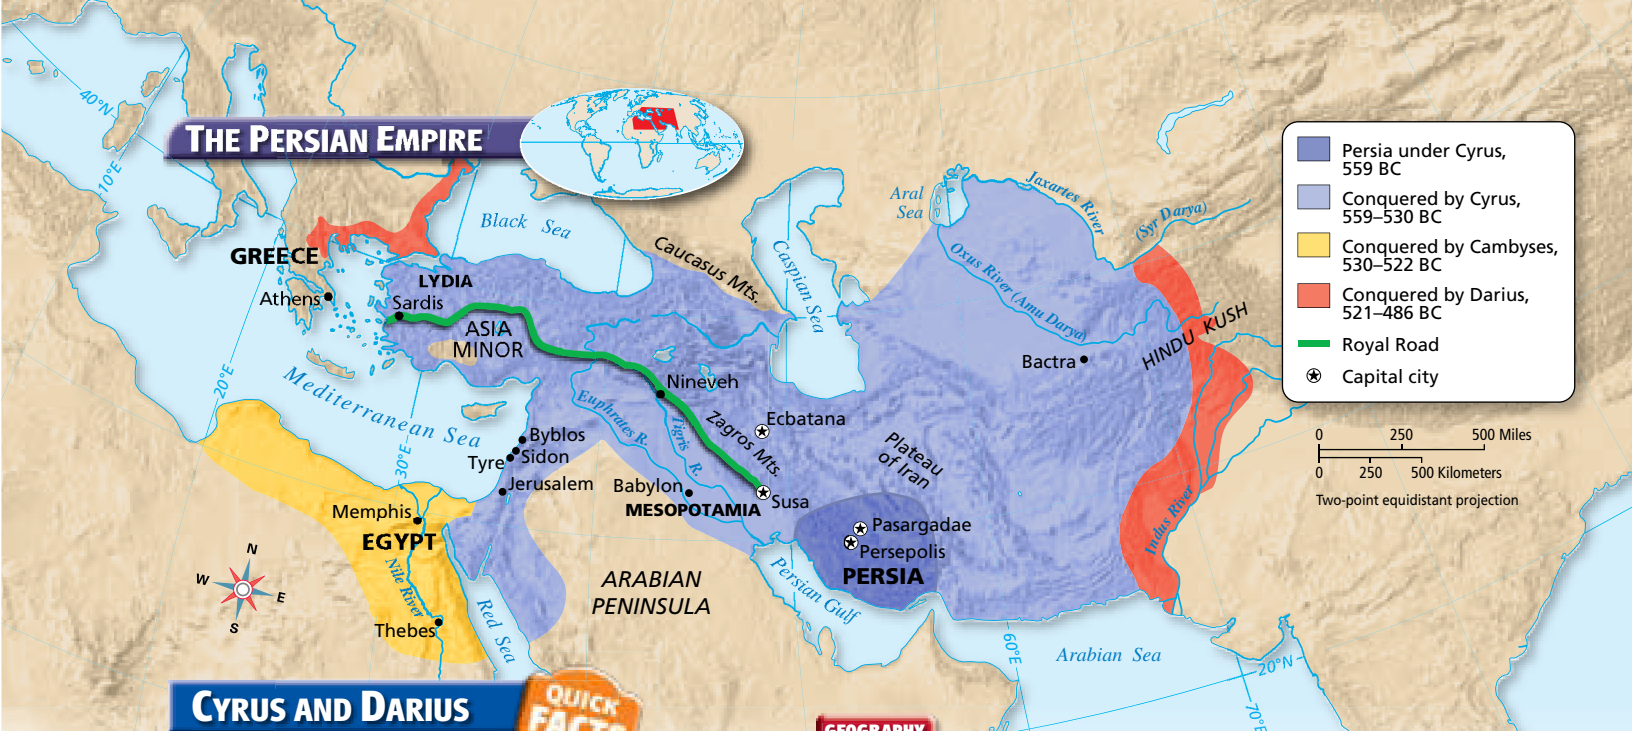 THE PERSIAN EMPIRE
40°N
10°E
20°E
30°E
60°E
20°N
70°E
Black Sea
Aral
Sea
Jaxartes River
(Syr Darya)
Oxus River (Amu Darya)
Caspian Sea
Caucasus Mts.
GREECE
Athens
LYDIA
Sardis
ASIA
MINOR
Mediterranean Sea
Nineveh
Euphrates R.
Tigris R.
Zagros Mts.
Ecbatana
Plateau
of Iran
Bactra
HINDU KUSH
Byblos
Sidon
Tyre
Jerusalem
Babylon
MESOPOTAMIA
Susa
Pasargadae
Persepolis
PERSIA
Memphis
EGYPT
Nile River
Thebes
Red Sea
ARABIAN
PENINSULA
Persian Gulf
Arabian Sea
Indus River
N
W
E
S
Persia under Cyrus,
559 BC
Conquered by Cyrus,
559–530 BC
Conquered by Cambyses,
530–522 BC
Conquered by Darius,
521–486 BC
Royal Road
Capital city
0 250 500 Miles
0 250 500 Kilometers
Two-point equidistant projection
CYRUS AND DARIUS
QUICK
FACTS
GEOGRAPHY